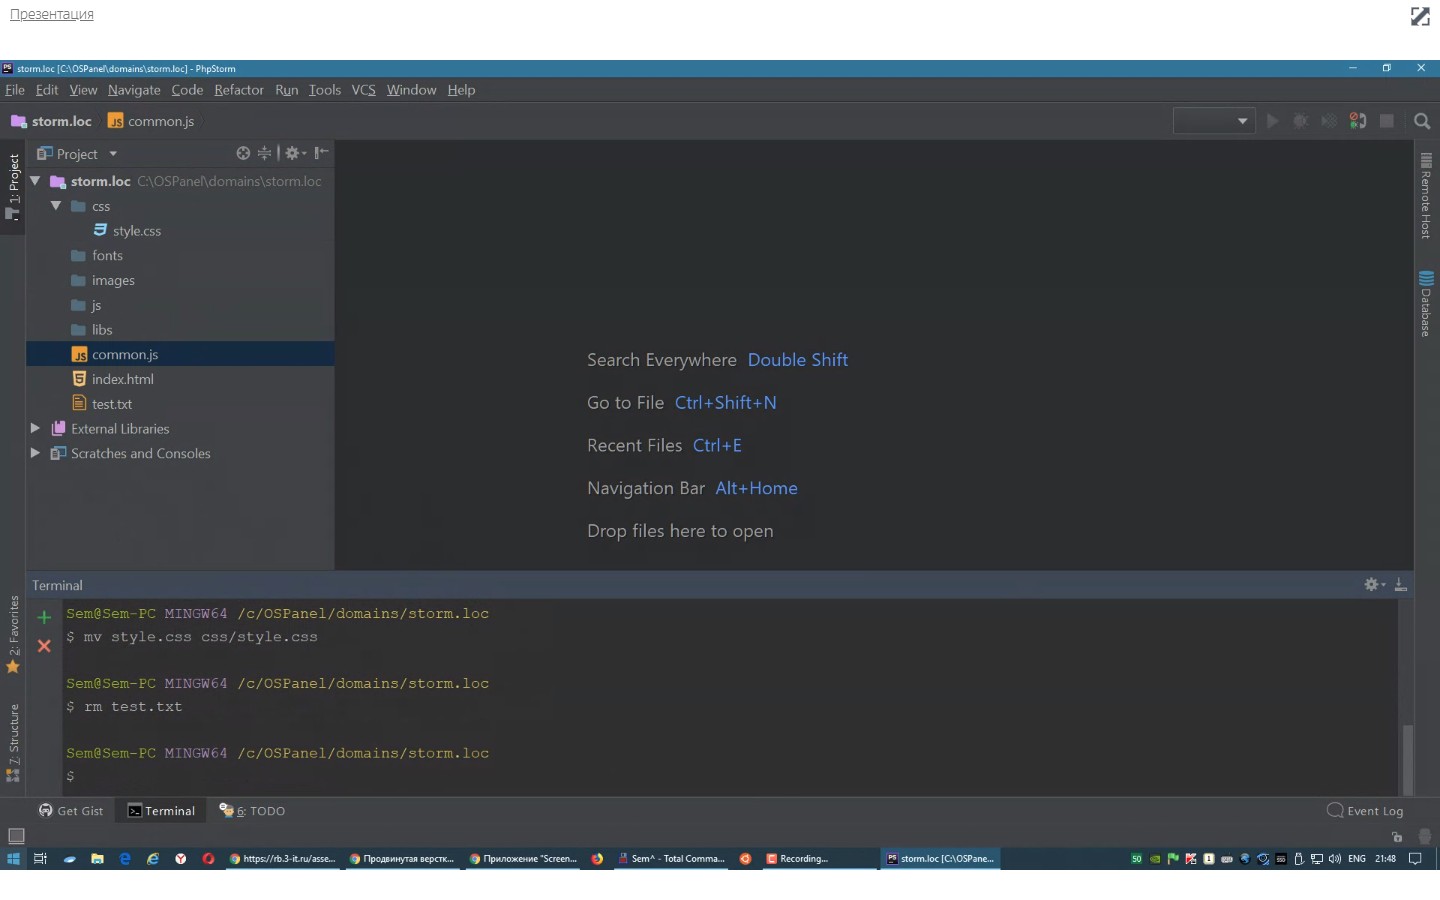 Презентация
storm.loc [C:\OSPanel\domains\storm.loc] - PhpStorm
File Edit View Navigate Code Refactor Run Tools VCS Window Help
storm.loc common.js
1: Project
Project
storm.loc C:\OSPanel\domains\storm.loc
css
style.css
fonts
images
js
libs
common.js
index.html
test.txt
External Libraries
Scratches and Consoles
Search Everywhere Double Shift
Go to File Ctrl+Shift+N
Recent Files Ctrl+E
Navigation Bar Alt+Home
Drop files here to open
Remote Host
Database
2: Favorites
7: Structure
Terminal
Sem@Sem-PC MINGW64 /c/OSPanel/domains/storm.loc
$ mv style.css css/style.css
Sem@Sem-PC MINGW64 /c/OSPanel/domains/storm.loc
$ rm test.txt
Sem@Sem-PC MINGW64 /c/OSPanel/domains/storm.loc
$
Get Gist Terminal 6: TODO Event Log
https://rb.3-it.ru/asse... Продвинутая верстк... Приложение "Screen... Sem^ - Total Comma... Recording... storm.loc [C:\OSPane... 50 ENG 21:48